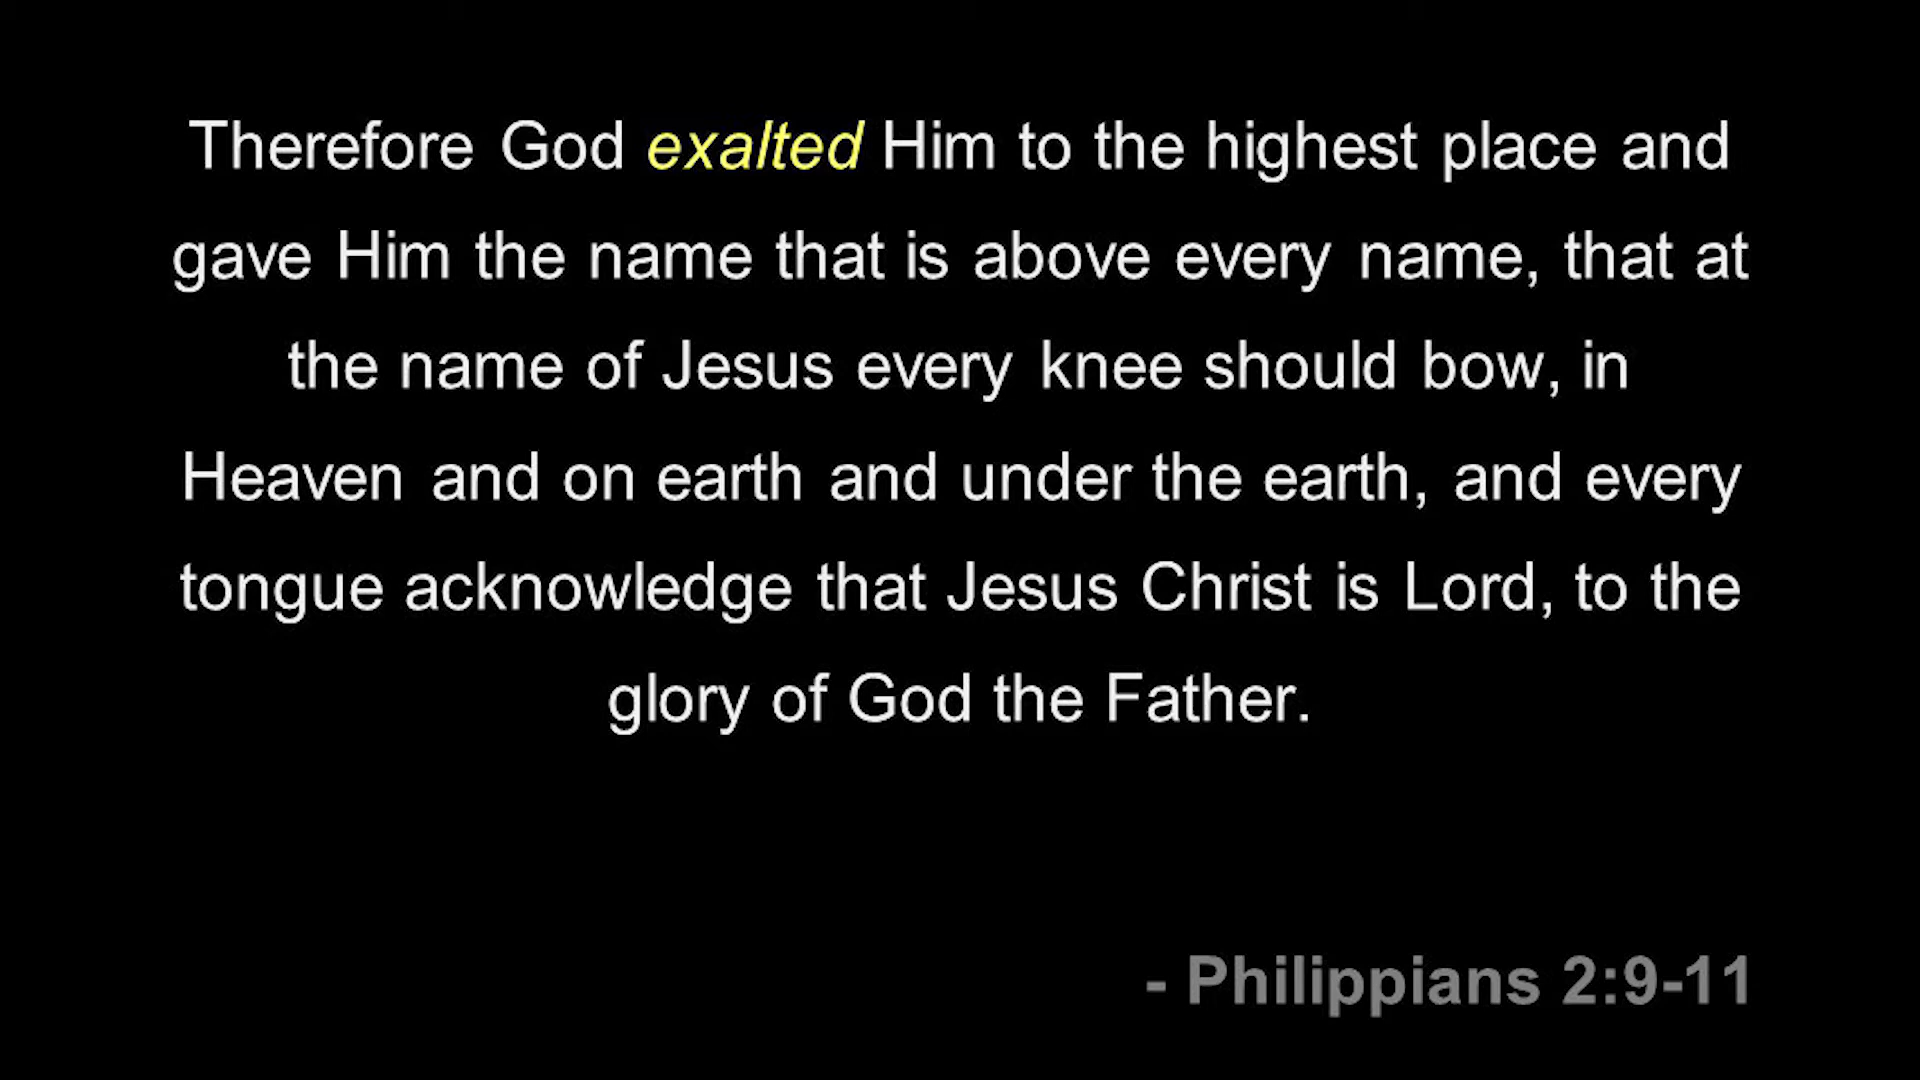 Therefore God exalted Him to the highest place and
gave Him the name that is above every name, that at
the name of Jesus every knee should bow, in
Heaven and on earth and under the earth, and every
tongue acknowledge that Jesus Christ is Lord, to the
glory of God the Father.
- Philippians 2:9-11